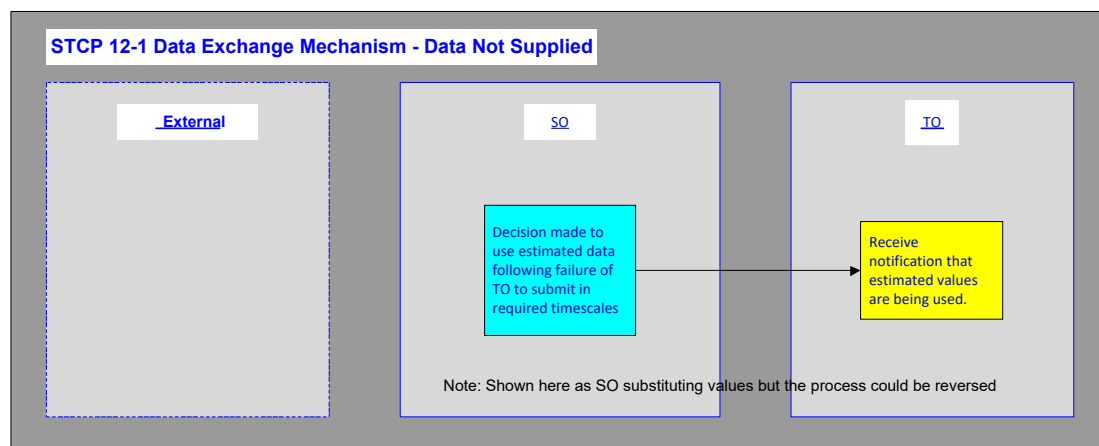 STCP 12-1 Data Exchange Mechanism - Data Not Supplied
External
SO
TO
Decision made to
use estimated data
following failure of
TO to submit in
required timescales
Receive
notification that
estimated values
are being used.
Note: Shown here as SO substituting values but the process could be reversed